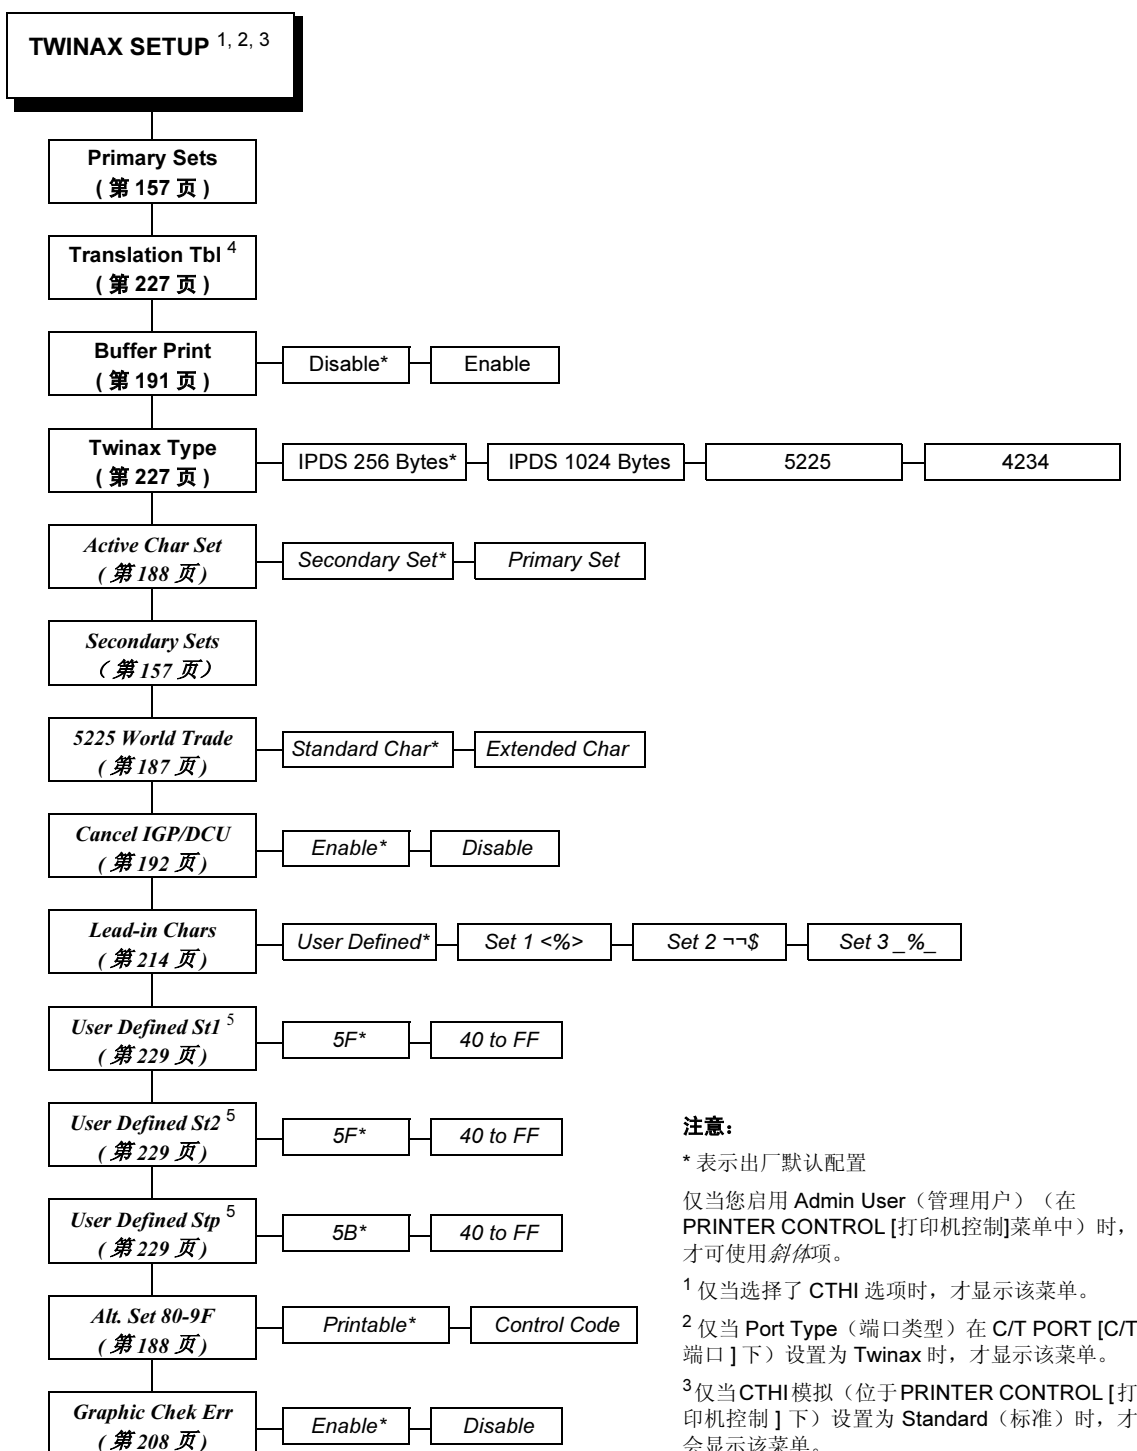 TWINAX SETUP 1, 2, 3
Primary Sets
( 第 157 页 )
Translation Tbl 4
( 第 227 页 )
Buffer Print
( 第 191 页 )
Disable*
Enable
Twinax Type
( 第 227 页 )
IPDS 256 Bytes*
IPDS 1024 Bytes
5225
4234
Active Char Set
( 第 188 页 )
Secondary Set*
Primary Set
Secondary Sets
（ 第 157 页）
5225 World Trade
( 第 187 页 )
Standard Char*
Extended Char
Cancel IGP/DCU
( 第 192 页 )
Enable*
Disable
Lead-in Chars
( 第 214 页 )
User Defined*
Set 1 <%>
Set 2 ¬¬$
Set 3 _%_
User Defined St1 5
( 第 229 页 )
5F*
40 to FF
User Defined St2 5
( 第 229 页 )
5F*
40 to FF
User Defined Stp 5
( 第 229 页 )
5B*
40 to FF
Alt. Set 80-9F
( 第 188 页 )
Printable*
Control Code
Graphic Chek Err
( 第 208 页 )
Enable*
Disable
注意：
* 表示出厂默认配置
仅当您启用 Admin User（管理用户）（在
PRINTER CONTROL [打印机控制]菜单中）时，
才可使用斜体项。
1 仅当选择了 CTHI 选项时，才显示该菜单。
2 仅当 Port Type（端口类型）在 C/T PORT [C/T
端口 ] 下）设置为 Twinax 时，才显示该菜单。
3 仅当CTHI 模拟（位于PRINTER CONTROL [ 打
印机控制 ] 下）设置为 Standard（标准）时，才
会显示该菜单。